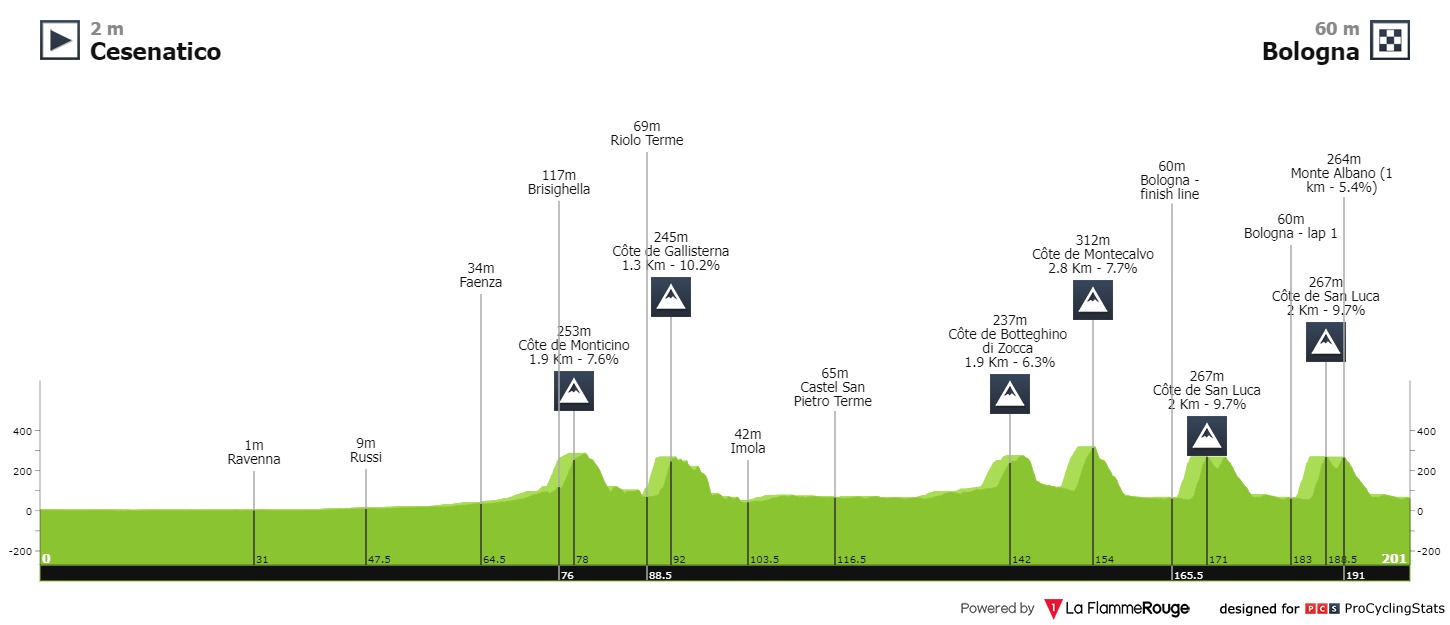 2 m
Cesenatico
60 m
Bologna
69m
Riolo Terme
117m
Brisighella
264m
Monte Albano (1
km - 5.4%)
60m
Bologna -
finish line
60m
Bologna - lap 1
245m
Côte de Gallisterna
1.3 Km - 10.2%
312m
Côte de Montecalvo
2.8 Km - 7.7%
34m
Faenza
267m
Côte de San Luca
2 Km - 9.7%
253m
Côte de Monticino
1.9 Km - 7.6%
237m
Côte de Botteghino
di Zocca
1.9 Km - 6.3%
65m
Castel San
Pietro Terme
267m
Côte de San Luca
2 Km - 9.7%
1m
Ravenna
9m
Russi
42m
Imola
400
200
0
-200
400
200
0
-200
0 31 47.5 64.5 78 92 103.5 116.5 142 154 171 183 188.5 201
76 88.5 165.5 191
Powered by La FlammeRouge designed for PCS ProCyclingStats